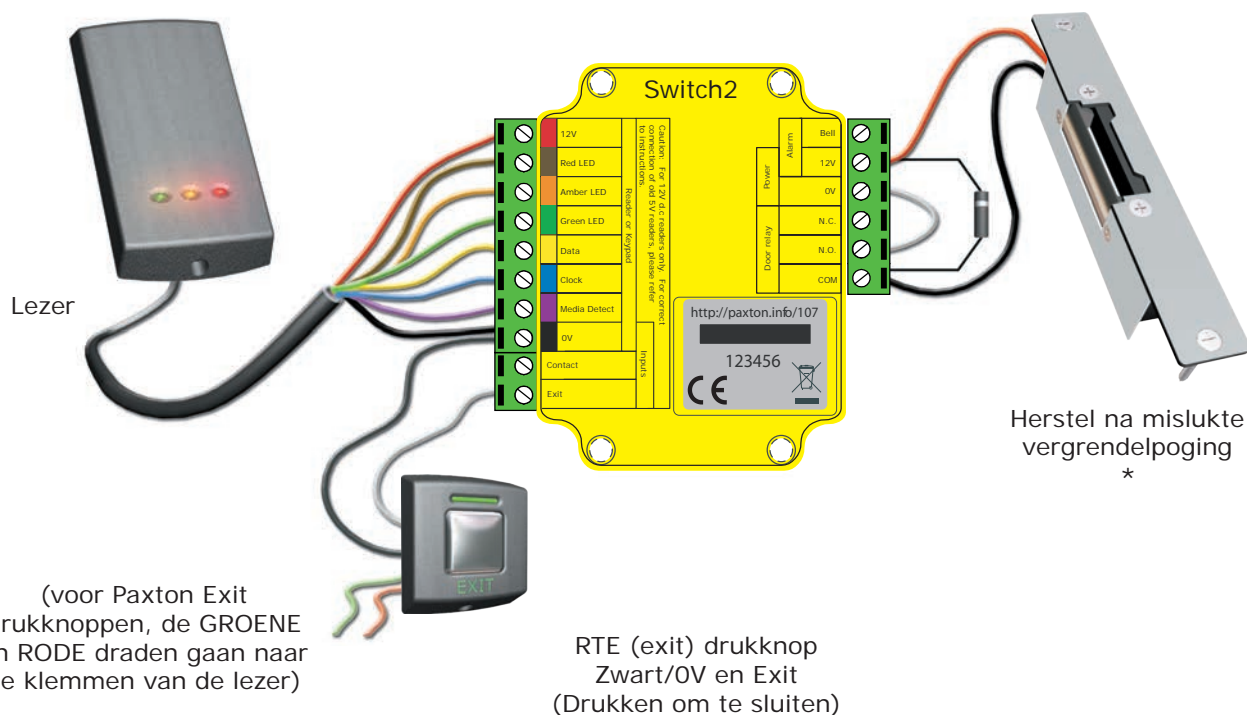 Switch2
12V
Red LED
Amber LED
Green LED
Data
Clock
Media Detect
0V
Contact
Exit
Reader or Keypad
Inputs
Caution: For 12V d.c readers only. For correct
connection of old 5V readers, please refer
to instructions.
Alarm
Power
Door relay
Bell
12V
0V
N.C.
N.O.
COM
http://paxton.info/107
123456
CE
Lezer
Herstel na mislukte
vergrendelpoging
*
EXIT
(voor Paxton Exit
rukknoppen, de GROENE
n RODE draden gaan naar
e klemmen van de lezer)
RTE (exit) drukknop
Zwart/0V en Exit
(Drukken om te sluiten)